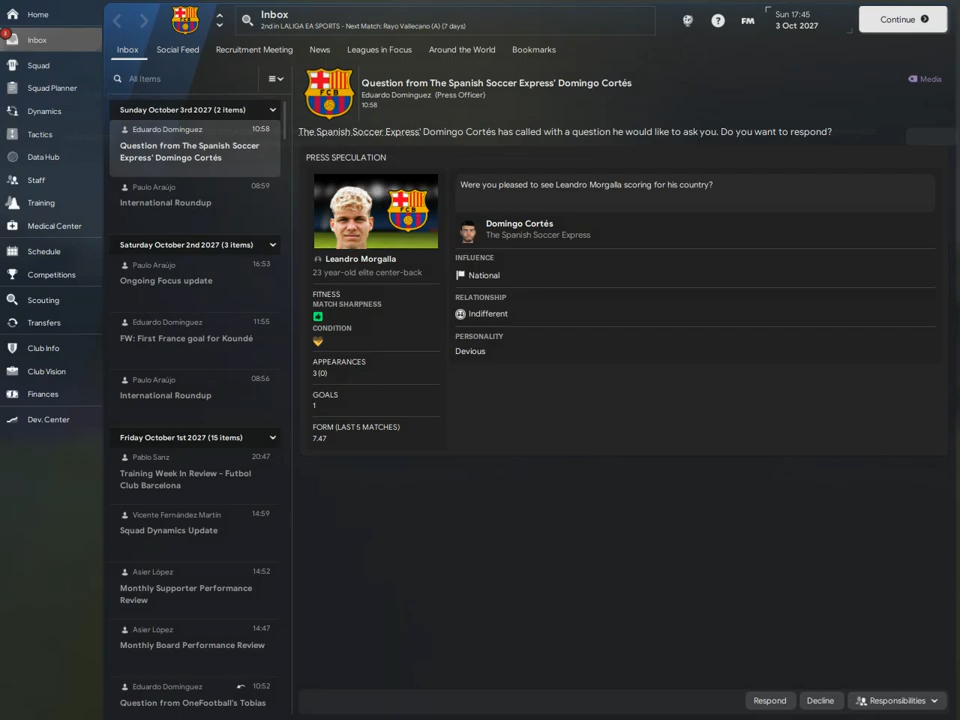 Home
Inbox
2nd in LALIGA EA SPORTS - Next Match: Rayo Vallecano (A) (7 days)
FM
Sun 17:45
3 Oct 2027
Continue
3
Inbox
Squad
Squad Planner
Dynamics
Tactics
Data Hub
Staff
Training
Medical Center
Schedule
Competitions
Scouting
Transfers
Club Info
Club Vision
Finances
Dev. Center
Inbox
Social Feed
Recruitment Meeting
News
Leagues in Focus
Around the World
Bookmarks
All Items
Sunday October 3rd 2027 (2 items)
Eduardo Domínguez 10:58
Question from The Spanish Soccer
Express' Domingo Cortés
Paulo Araújo 08:59
International Roundup
Saturday October 2nd 2027 (3 items)
Paulo Araújo 16:53
Ongoing Focus update
Eduardo Domínguez 11:55
FW: First France goal for Koundé
Paulo Araújo 08:56
International Roundup
Friday October 1st 2027 (15 items)
Pablo Sanz 20:47
Training Week In Review - Futbol
Club Barcelona
Vicente Fernández Martín 14:59
Squad Dynamics Update
Asier López 14:52
Monthly Supporter Performance
Review
Asier López 14:47
Monthly Board Performance Review
Eduardo Domínguez 10:52
Question from OneFootball's Tobias
FCB
Question from The Spanish Soccer Express' Domingo Cortés
Eduardo Domínguez (Press Officer)
10:58
Media
The Spanish Soccer Express' Domingo Cortés has called with a question he would like to ask you. Do you want to respond?
PRESS SPECULATION
FCB
Leandro Morgalla
23 year-old elite center-back
FITNESS
MATCH SHARPNESS
CONDITION
APPEARANCES
3 (0)
GOALS
1
FORM (LAST 5 MATCHES)
7.47
Were you pleased to see Leandro Morgalla scoring for his country?
Domingo Cortés
The Spanish Soccer Express
INFLUENCE
National
RELATIONSHIP
Indifferent
PERSONALITY
Devious
Respond
Decline
Responsibilities